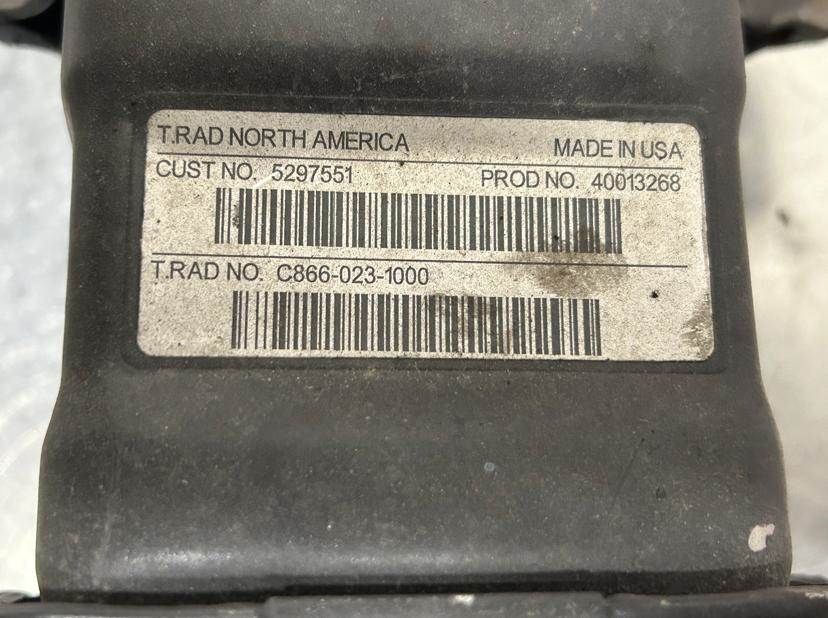 T.RAD NORTH AMERICA MADE IN USA
CUST NO. 5297551 PROD NO. 40013268
T.RAD NO. C866-023-1000